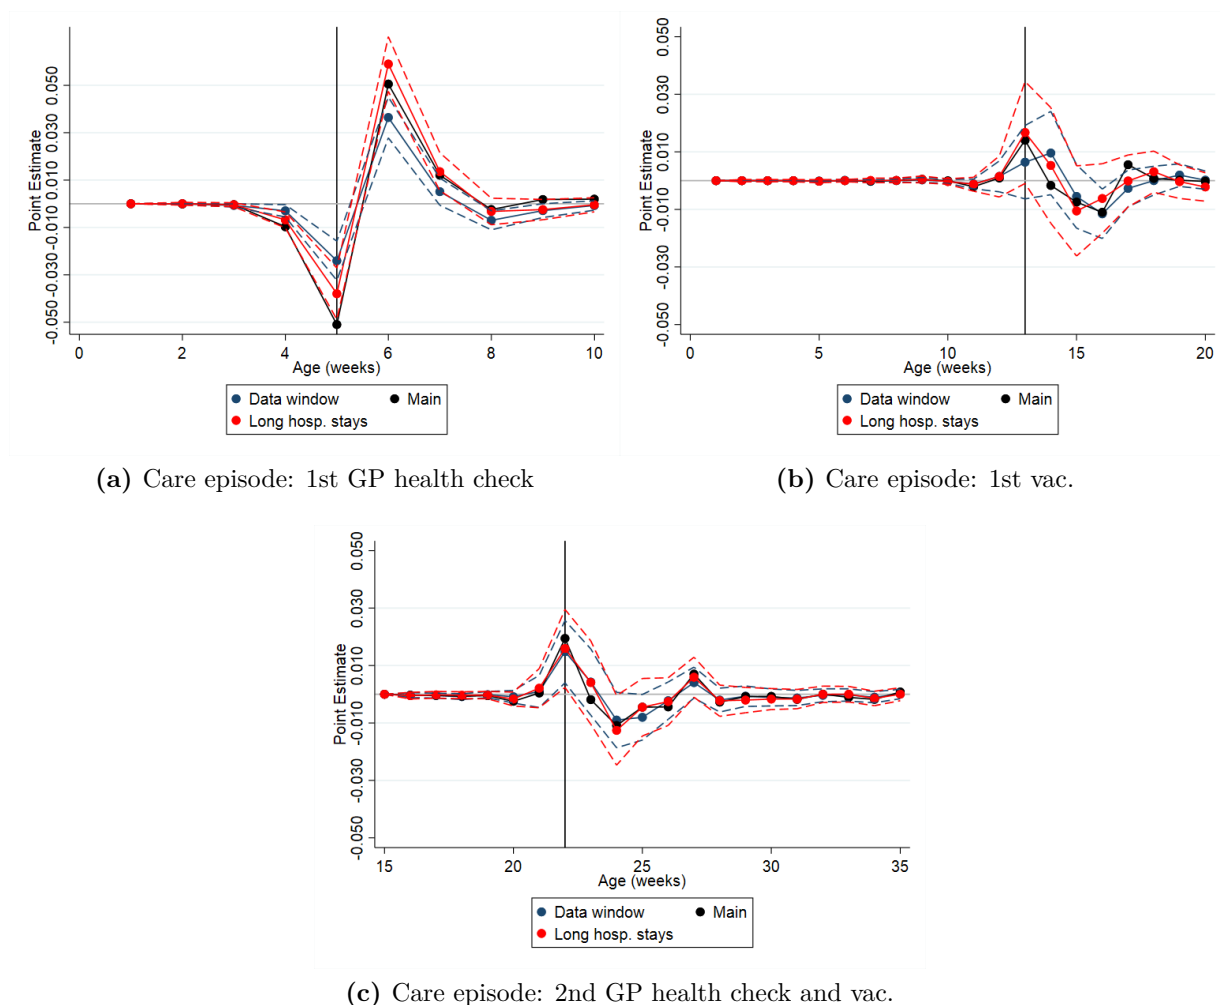 Point Estimate
0.050
0.030
0.010
-0.010
-0.030
-0.050
0 2 4 6 8 10
Age (weeks)
Data window Main
Long hosp. stays
(a) Care episode: 1st GP health check
Point Estimate
0.050
0.030
0.010
-0.010
-0.030
-0.050
0 5 10 15 20
Age (weeks)
Data window Main
Long hosp. stays
(b) Care episode: 1st vac.
Point Estimate
0.050
0.030
0.010
-0.010
-0.030
-0.050
15 20 25 30 35
Age (weeks)
Data window Main
Long hosp. stays
(c) Care episode: 2nd GP health check and vac.